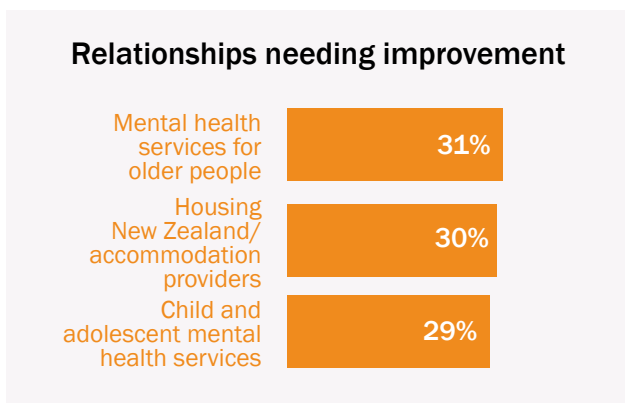 Relationships needing improvement
Mental health
services for
older people
31%
Housing
New Zealand/
accommodation
providers
30%
Child and
adolescent mental
health services
29%